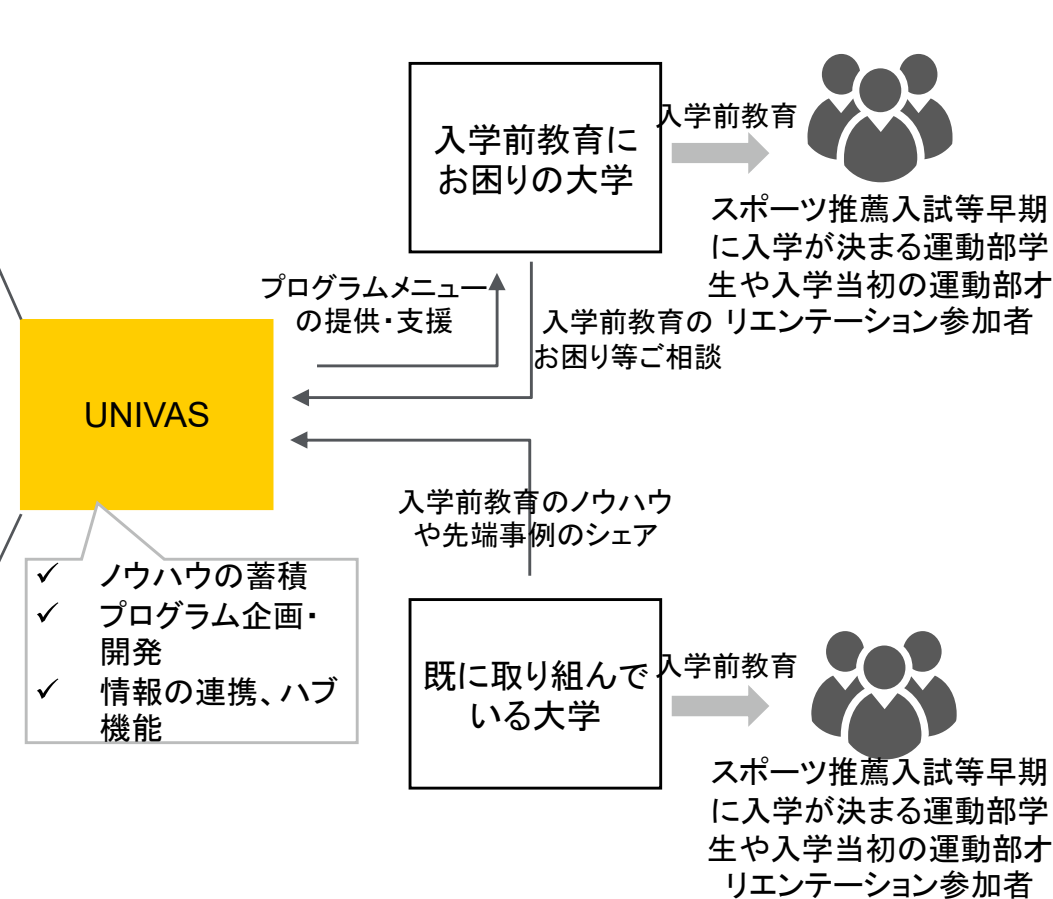 入学前教育に
お困りの大学
入学前教育
スポーツ推薦入試等早期
に入学が決まる運動部学
生や入学当初の運動部オ
リエンテーション参加者
プログラムメニュー
の提供・支援
入学前教育の
お困り等ご相談
UNIVAS
入学前教育のノウハウ
や先端事例のシェア
✓ ノウハウの蓄積
✓ プログラム企画・
開発
✓ 情報の連携、ハブ
機能
既に取り組んで
いる大学
入学前教育
スポーツ推薦入試等早期
に入学が決まる運動部学
生や入学当初の運動部オ
リエンテーション参加者